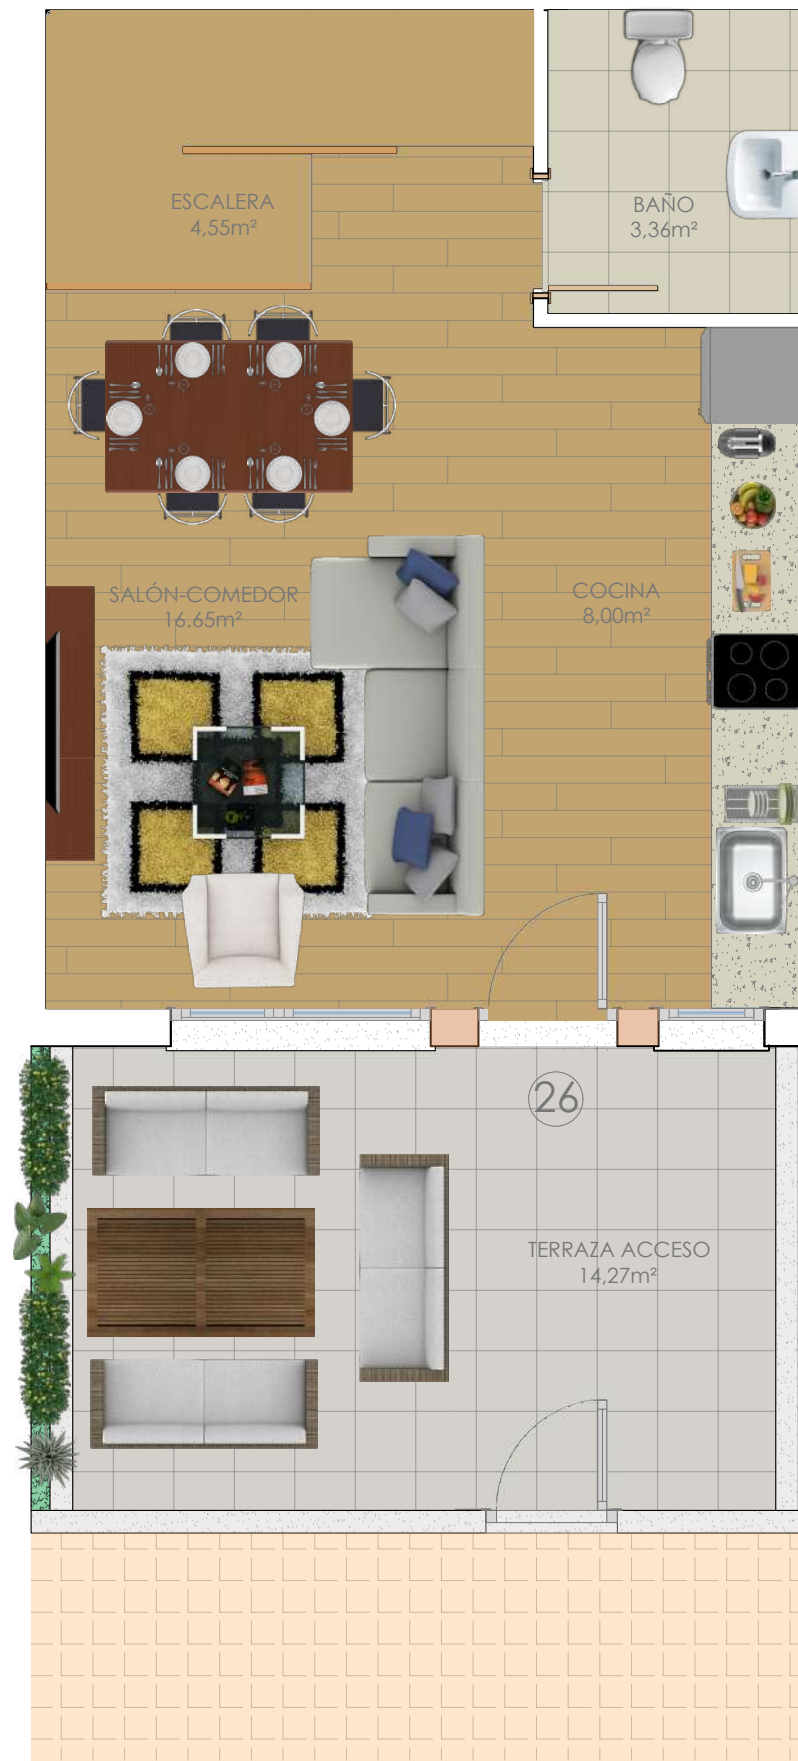 ESCALERA
4,55m²
BAÑO
3,36m²
SALÓN-COMEDOR
16.65m²
COCINA
8,00m²
26
TERRAZA ACCESO
14,27m²